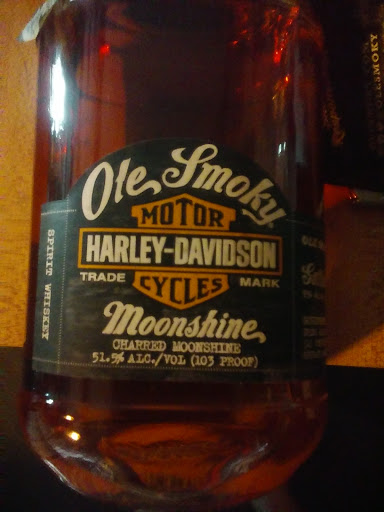 Ole Smoky
MOTOR
HARLEY-DAVIDSON
TRADE MARK
CYCLES
Moonshine
CHARRED MOONSHINE
51.5% ALC./VOL (103 PROOF)
SPIRIT WHISKEY
SMOKY